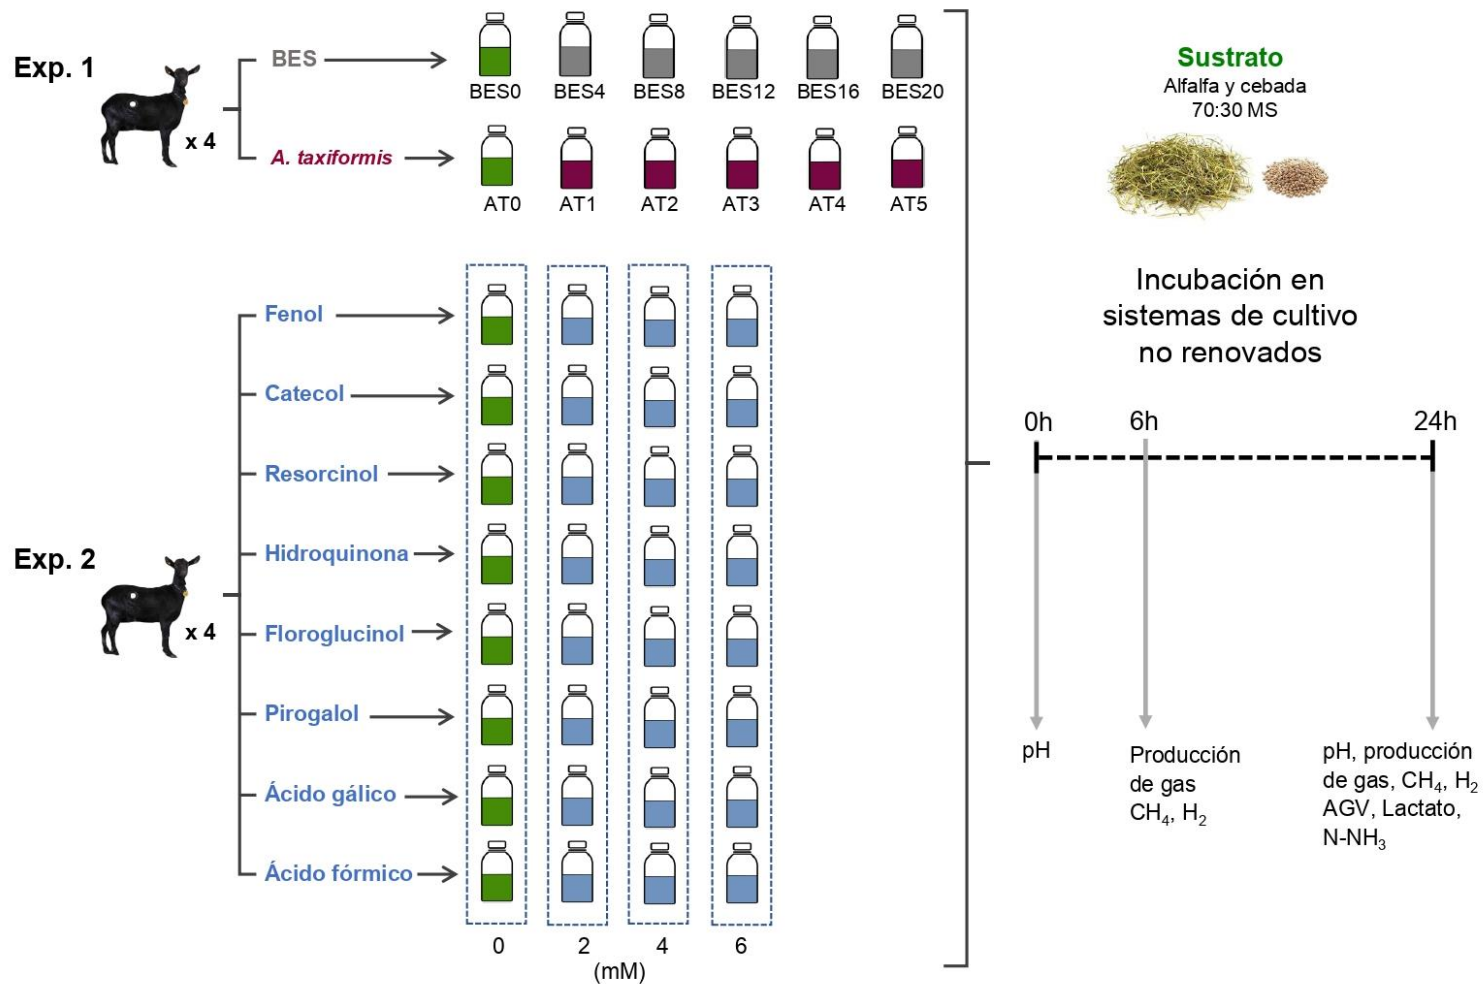 Exp. 1
x 4
BES
BES0 BES4 BES8 BES12 BES16 BES20
A. taxiformis
AT0 AT1 AT2 AT3 AT4 AT5
Exp. 2
x 4
Fenol
Catecol
Resorcinol
Hidroquinona
Floroglucinol
Pirogalol
Ácido gálico
Ácido fórmico
0 2 4 6
(mM)
Sustrato
Alfalfa y cebada
70:30 MS
Incubación en
sistemas de cultivo
no renovados
0h 6h 24h
pH
Producción
de gas
CH₄, H₂
pH, producción
de gas, CH₄, H₂
AGV, Lactato,
N-NH₃